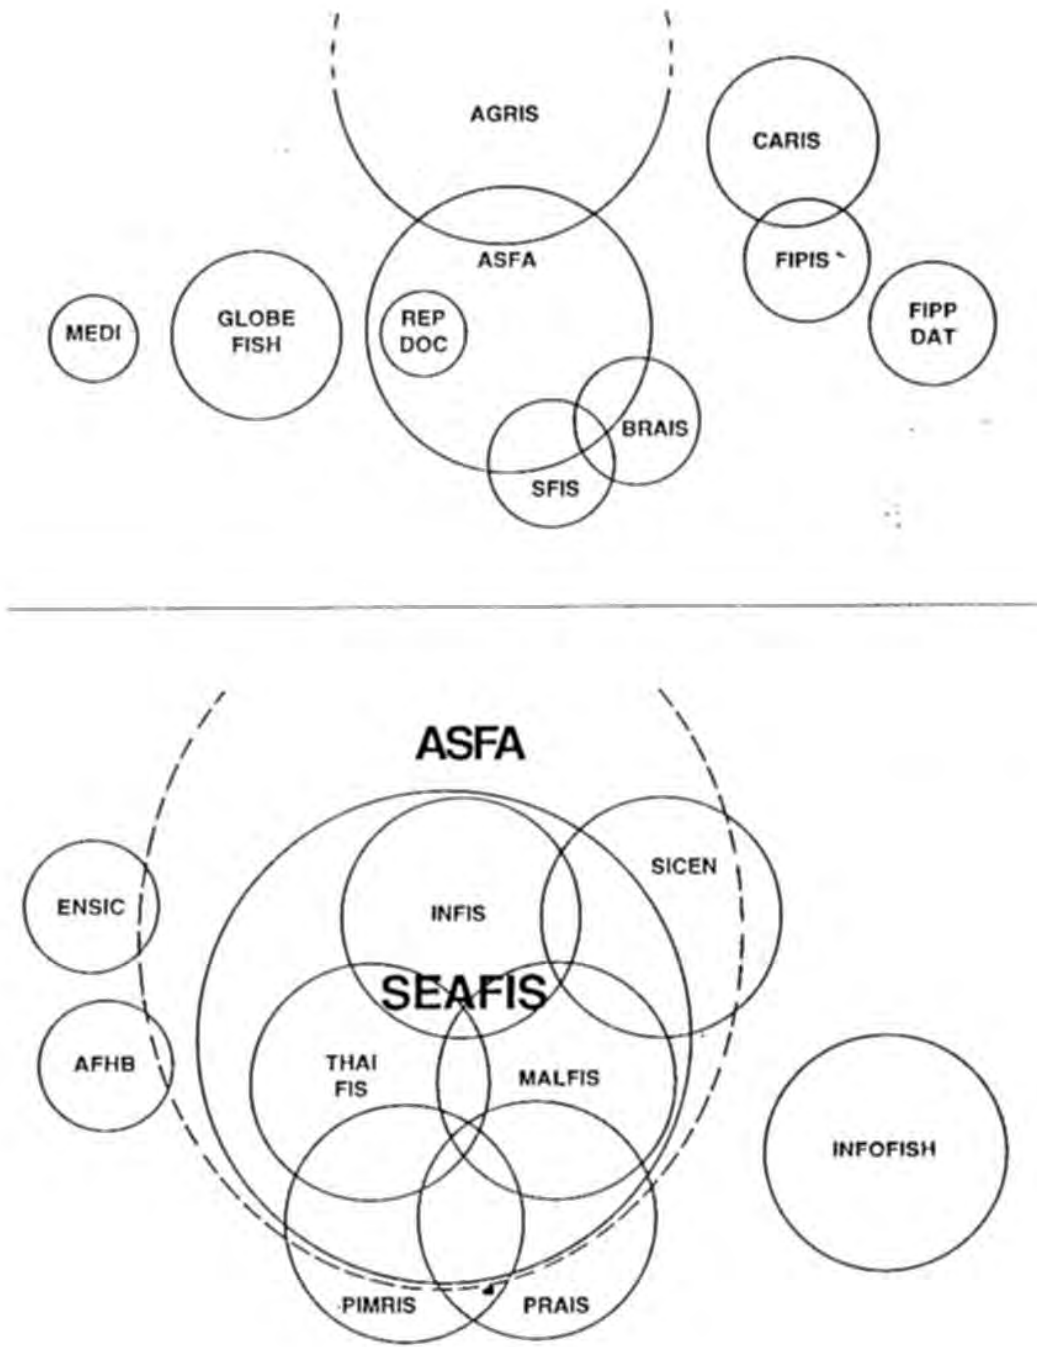 AGRIS
CARIS
ASFA
FIPIS
MEDI
GLOBE
FISH
REP
DOC
FIPP
DAT
BRAIS
SFIS
ASFA
SICEN
ENSIC
INFIS
SEAFIS
AFHB
THAI
FIS
MALFIS
INFOFISH
PIMRIS
PRAIS